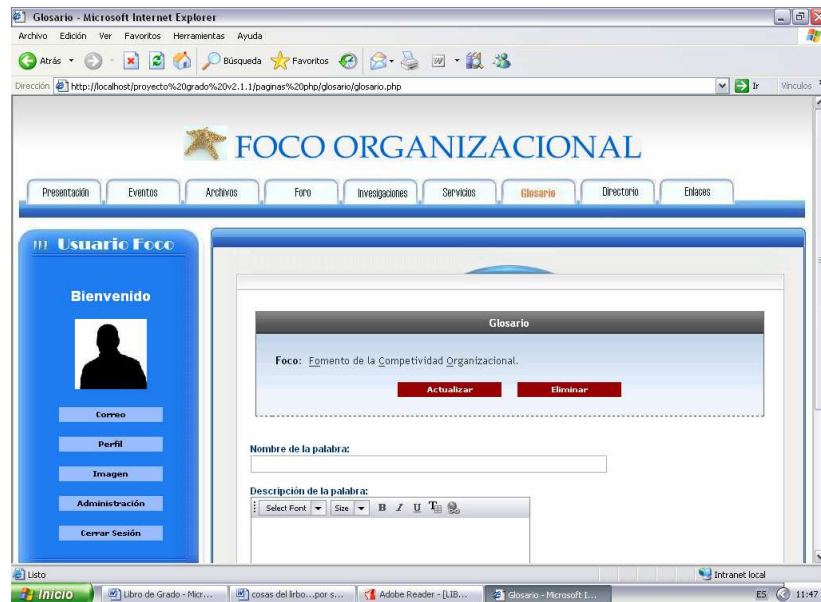 Glosario - Microsoft Internet Explorer
Archivo Edición Ver Favoritos Herramientas Ayuda
Atrás Búsqueda Favoritos
Dirección http://localhost/proyecto%20grado%20v2.1.1/paginas%20php/glosario/glosario.php Ir Vínculos
FOCO ORGANIZACIONAL
Presentación Eventos Archivos Foro Invesigaciones Servicios Glosario Directorio Enlaces
Usuario Foco
Bienvenido
Correo
Perfil
Imagen
Administración
Cerrar Sesión
Glosario
Foco: Fomento de la Competividad Organizacional.
Actualizar Eliminar
Nombre de la palabra:
Descripción de la palabra:
Select Font Size B I U T
Listo Intranet local
Inicio Libro de Grado - Micr... cosas del lirbo...por s... Adobe Reader - [LIB... Glosario - Microsoft I... ES 11:47